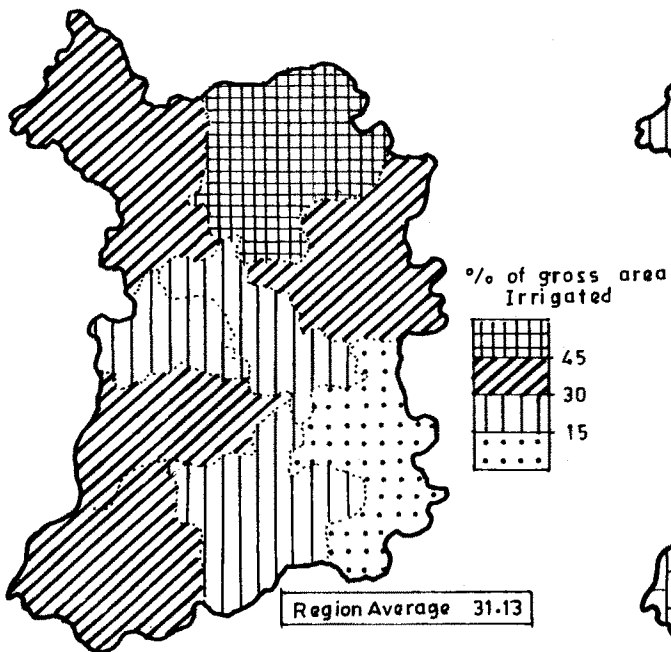 % of gross area
Irrigated
45
30
15
Region Average 31.13